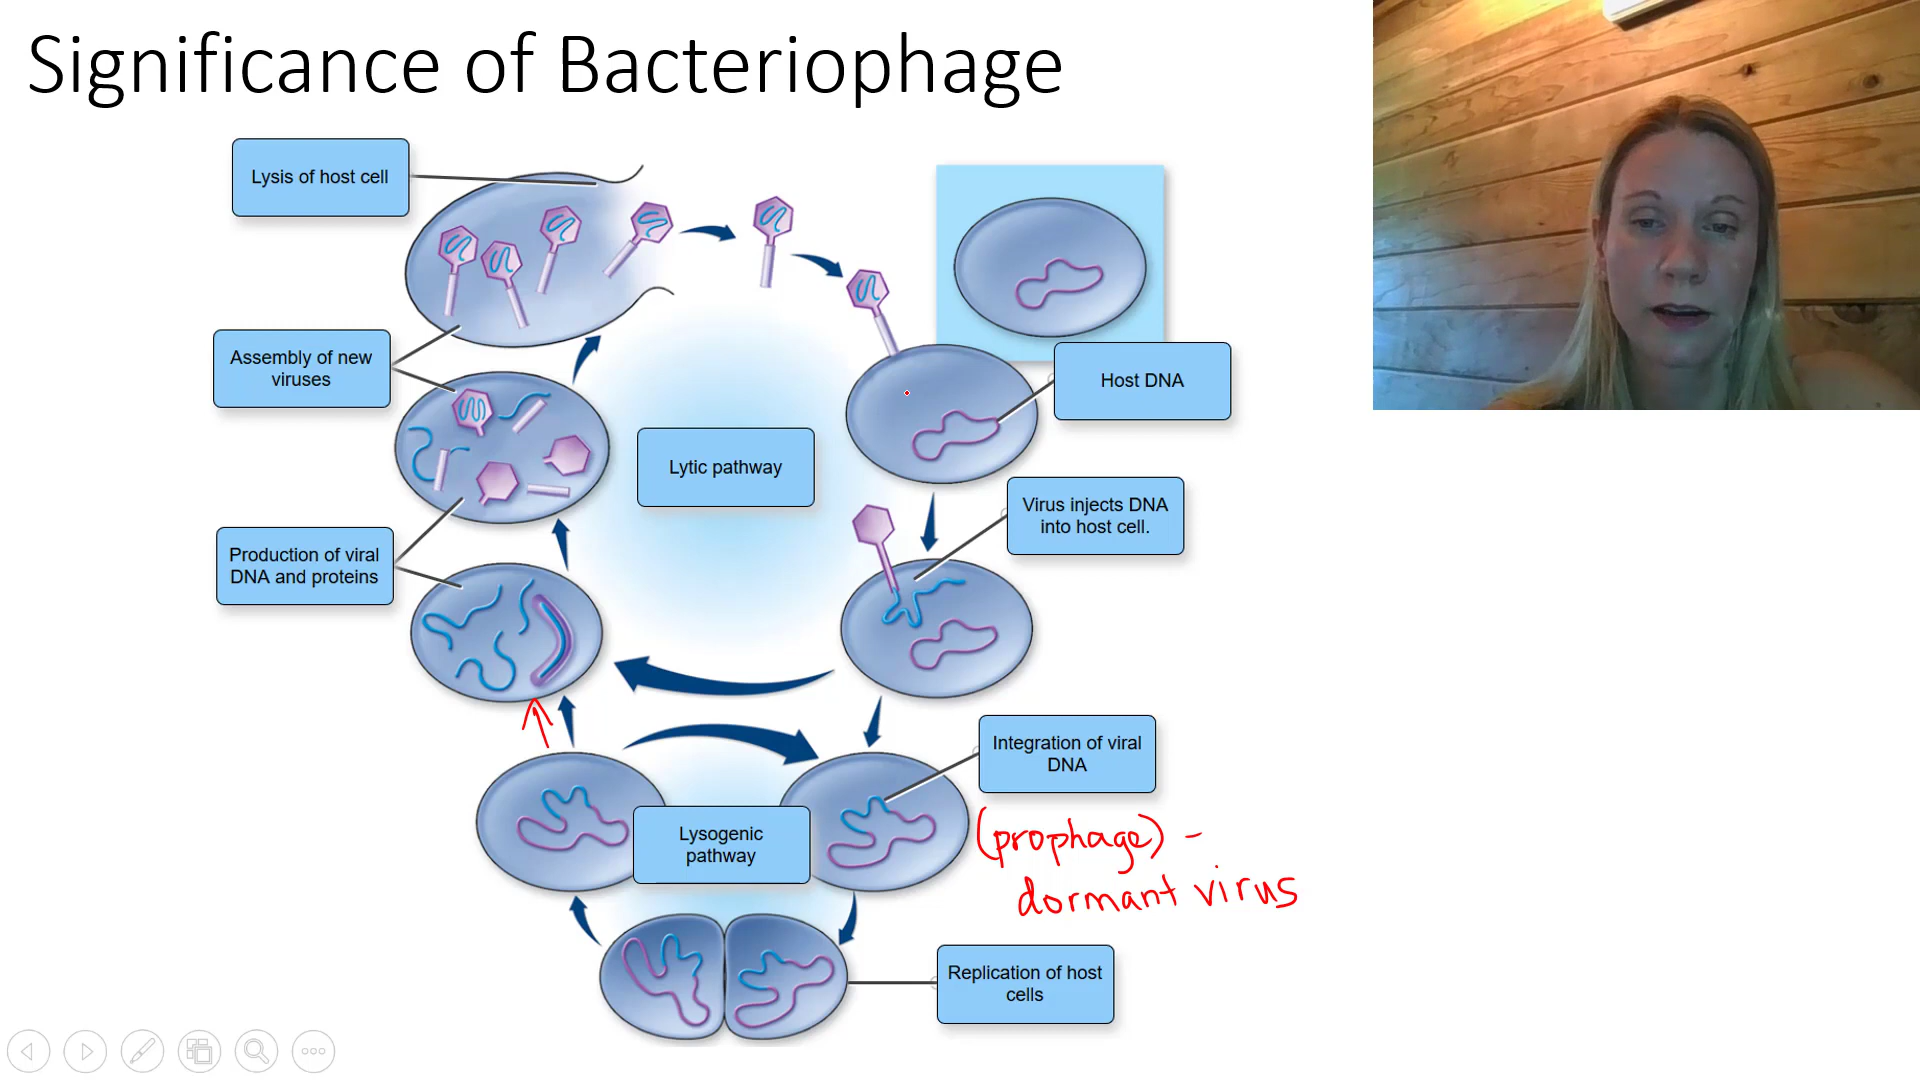 Significance of Bacteriophage
Lysis of host cell
Assembly of new
viruses
Host DNA
Lytic pathway
Virus injects DNA
into host cell.
Production of viral
DNA and proteins
Integration of viral
DNA
(prophage) -
dormant virus
Lysogenic
pathway
Replication of host
cells